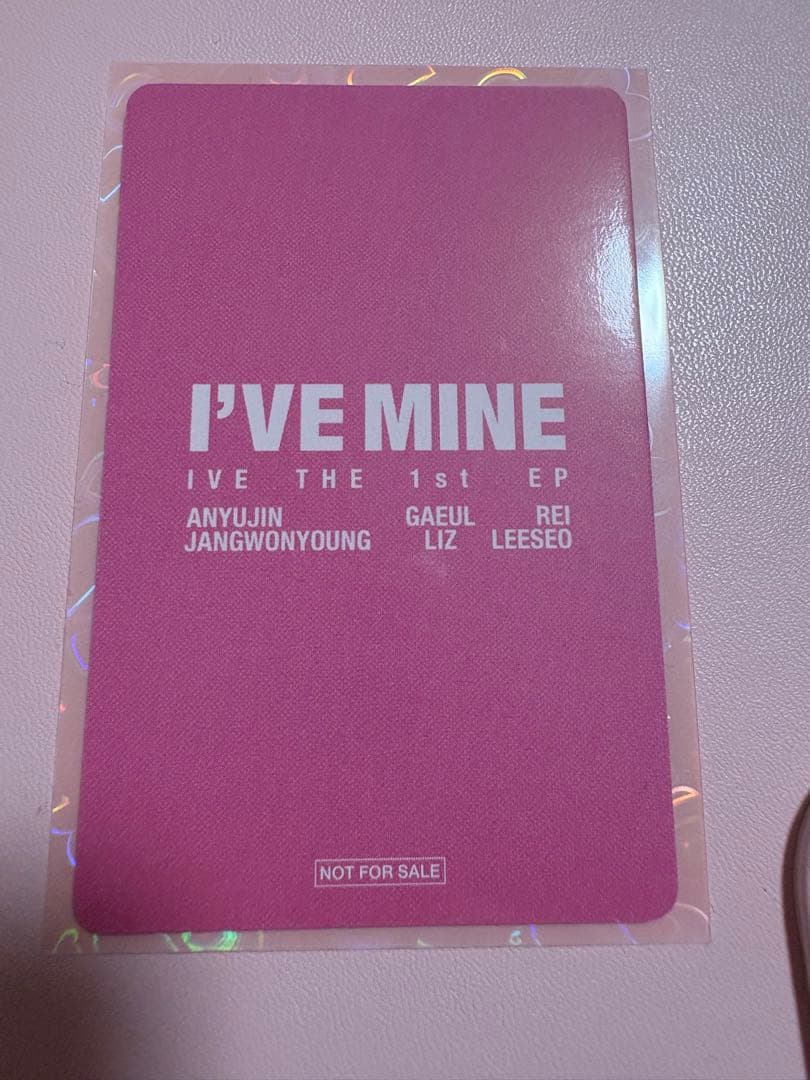 I'VE MINE
IVE THE 1st EP
ANYUJIN GAEUL REI
JANGWONYOUNG LIZ LEESEO
NOT FOR SALE